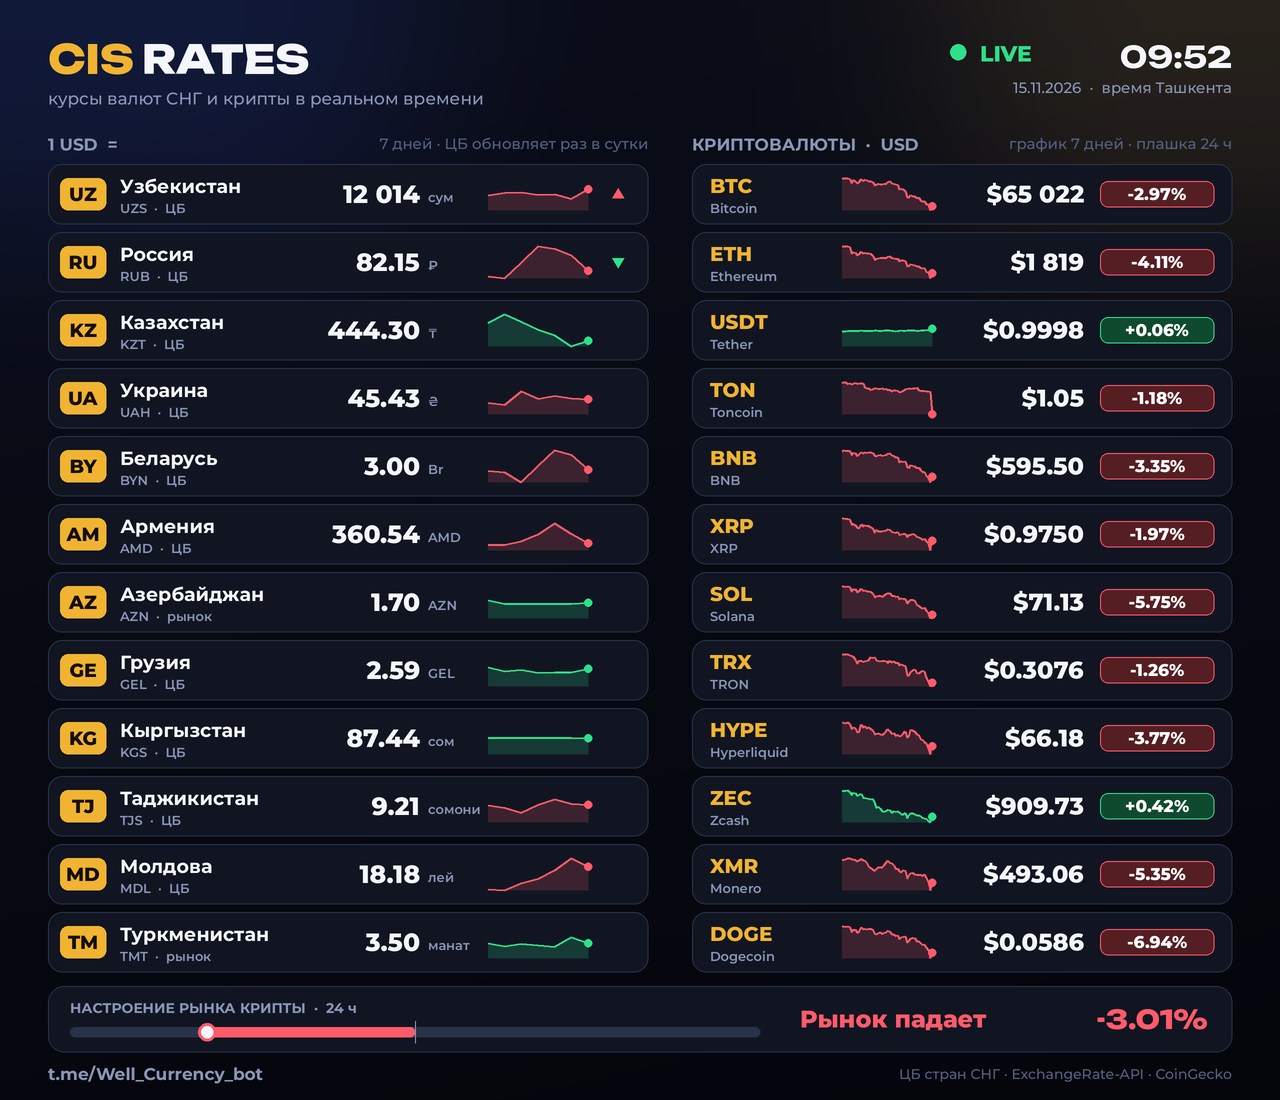 CIS RATES
курсы валют СНГ и крипты в реальном времени
LIVE 09:52
15.11.2026 · время Ташкента
1 USD =
7 дней · ЦБ обновляет раз в сутки
UZ Узбекистан 12 014 сум
UZS · ЦБ
RU Россия 82.15 ₽
RUB · ЦБ
KZ Казахстан 444.30 ₸
KZT · ЦБ
UA Украина 45.43 ₴
UAH · ЦБ
BY Беларусь 3.00 Br
BYN · ЦБ
AM Армения 360.54 AMD
AMD · ЦБ
AZ Азербайджан 1.70 AZN
AZN · рынок
GE Грузия 2.59 GEL
GEL · ЦБ
KG Кыргызстан 87.44 сом
KGS · ЦБ
TJ Таджикистан 9.21 сомони
TJS · ЦБ
MD Молдова 18.18 лей
MDL · ЦБ
TM Туркменистан 3.50 манат
TMT · рынок
КРИПТОВАЛЮТЫ · USD
график 7 дней · плашка 24 ч
BTC $65 022 -2.97%
Bitcoin
ETH $1 819 -4.11%
Ethereum
USDT $0.9998 +0.06%
Tether
TON $1.05 -1.18%
Toncoin
BNB $595.50 -3.35%
BNB
XRP $0.9750 -1.97%
XRP
SOL $71.13 -5.75%
Solana
TRX $0.3076 -1.26%
TRON
HYPE $66.18 -3.77%
Hyperliquid
ZEC $909.73 +0.42%
Zcash
XMR $493.06 -5.35%
Monero
DOGE $0.0586 -6.94%
Dogecoin
НАСТРОЕНИЕ РЫНКА КРИПТЫ · 24 ч
Рынок падает -3.01%
t.me/Well_Currency_bot
ЦБ стран СНГ · ExchangeRate-API · CoinGecko